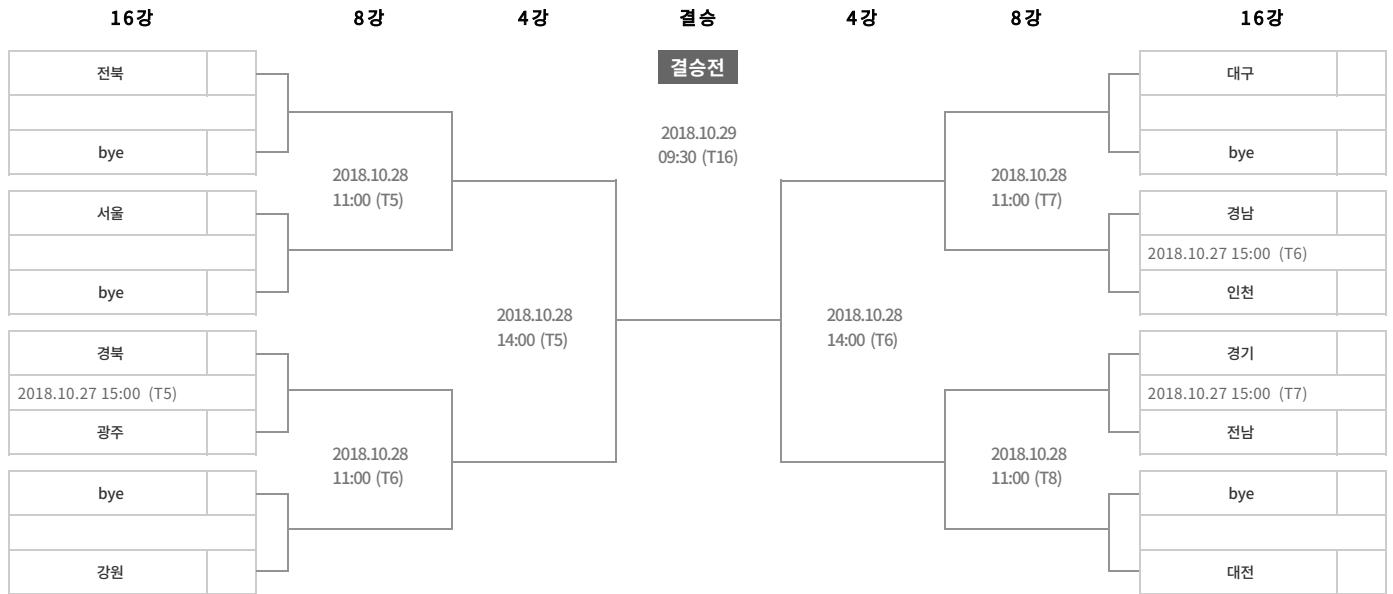 16강 8강 4강 결승 4강 8강 16강
결승전
2018.10.29
09:30 (T16)
전북
bye
서울
bye
경북
2018.10.27 15:00 (T5)
광주
bye
강원
2018.10.28
11:00 (T5)
2018.10.28
11:00 (T6)
2018.10.28
14:00 (T5)
2018.10.28
14:00 (T6)
2018.10.28
11:00 (T7)
2018.10.28
11:00 (T8)
대구
bye
경남
2018.10.27 15:00 (T6)
인천
경기
2018.10.27 15:00 (T7)
전남
bye
대전